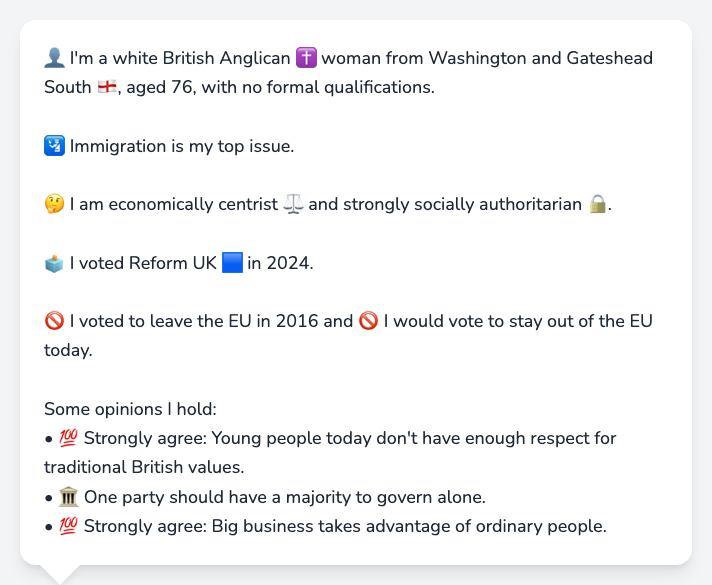 👤 I'm a white British Anglican ✝️ woman from Washington and Gateshead
South 🏴󠁧󠁢󠁥󠁮󠁧󠁿, aged 76, with no formal qualifications.
🛂 Immigration is my top issue.
🤔 I am economically centrist ⚖️ and strongly socially authoritarian 🔒.
🗳️ I voted Reform UK 🟦 in 2024.
🚫 I voted to leave the EU in 2016 and 🚫 I would vote to stay out of the EU
today.
Some opinions I hold:
• 💯 Strongly agree: Young people today don't have enough respect for
traditional British values.
• 🏛️ One party should have a majority to govern alone.
• 💯 Strongly agree: Big business takes advantage of ordinary people.